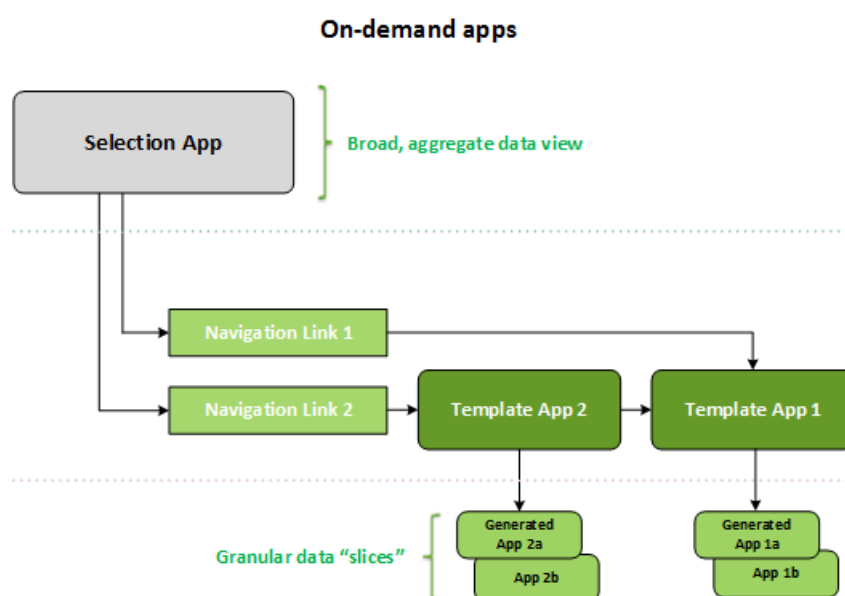 On-demand apps
Selection App
Broad, aggregate data view
Navigation Link 1
Navigation Link 2
Template App 2
Template App 1
Granular data “slices”
Generated
App 2a
App 2b
Generated
App 1a
App 1b